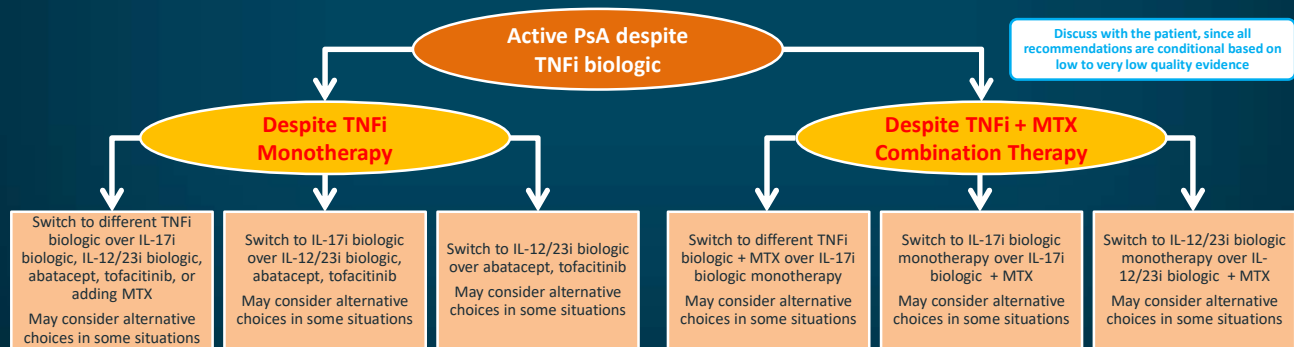 Active PsA despite
TNFi biologic
Discuss with the patient, since all
recommendations are conditional based on
low to very low quality evidence
Despite TNFi
Monotherapy
Despite TNFi + MTX
Combination Therapy
Switch to different TNFi
biologic over IL-17i
biologic, IL-12/23i biologic,
abatacept, tofacitinib, or
adding MTX
May consider alternative
choices in some situations
Switch to IL-17i biologic
over IL-12/23i biologic,
abatacept, tofacitinib
May consider alternative
choices in some situations
Switch to IL-12/23i biologic
over abatacept, tofacitinib
May consider alternative
choices in some situations
Switch to different TNFi
biologic + MTX over IL-17i
biologic monotherapy
May consider alternative
choices in some situations
Switch to IL-17i biologic
monotherapy over IL-17i
biologic + MTX
May consider alternative
choices in some situations
Switch to IL-12/23i biologic
monotherapy over IL-
12/23i biologic + MTX
May consider alternative
choices in some situations